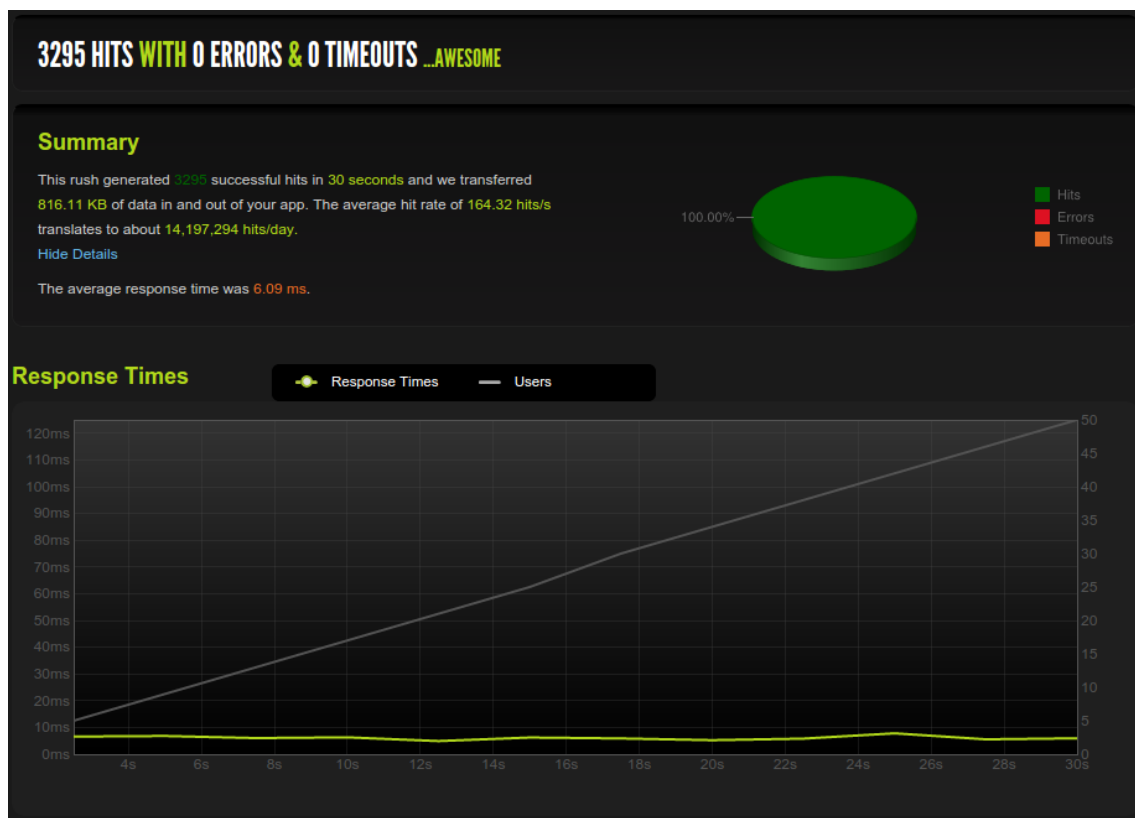 3295 HITS WITH 0 ERRORS & 0 TIMEOUTS ...AWESOME
Summary
This rush generated 3295 successful hits in 30 seconds and we transferred
816.11 KB of data in and out of your app. The average hit rate of 164.32 hits/s
translates to about 14,197,294 hits/day.
Hide Details
The average response time was 6.09 ms.
100.00%
Hits
Errors
Timeouts
Response Times
Response Times
Users
120ms
110ms
100ms
90ms
80ms
70ms
60ms
50ms
40ms
30ms
20ms
10ms
0ms
50
45
40
35
30
25
20
15
10
5
0
4s 6s 8s 10s 12s 14s 16s 18s 20s 22s 24s 26s 28s 30s